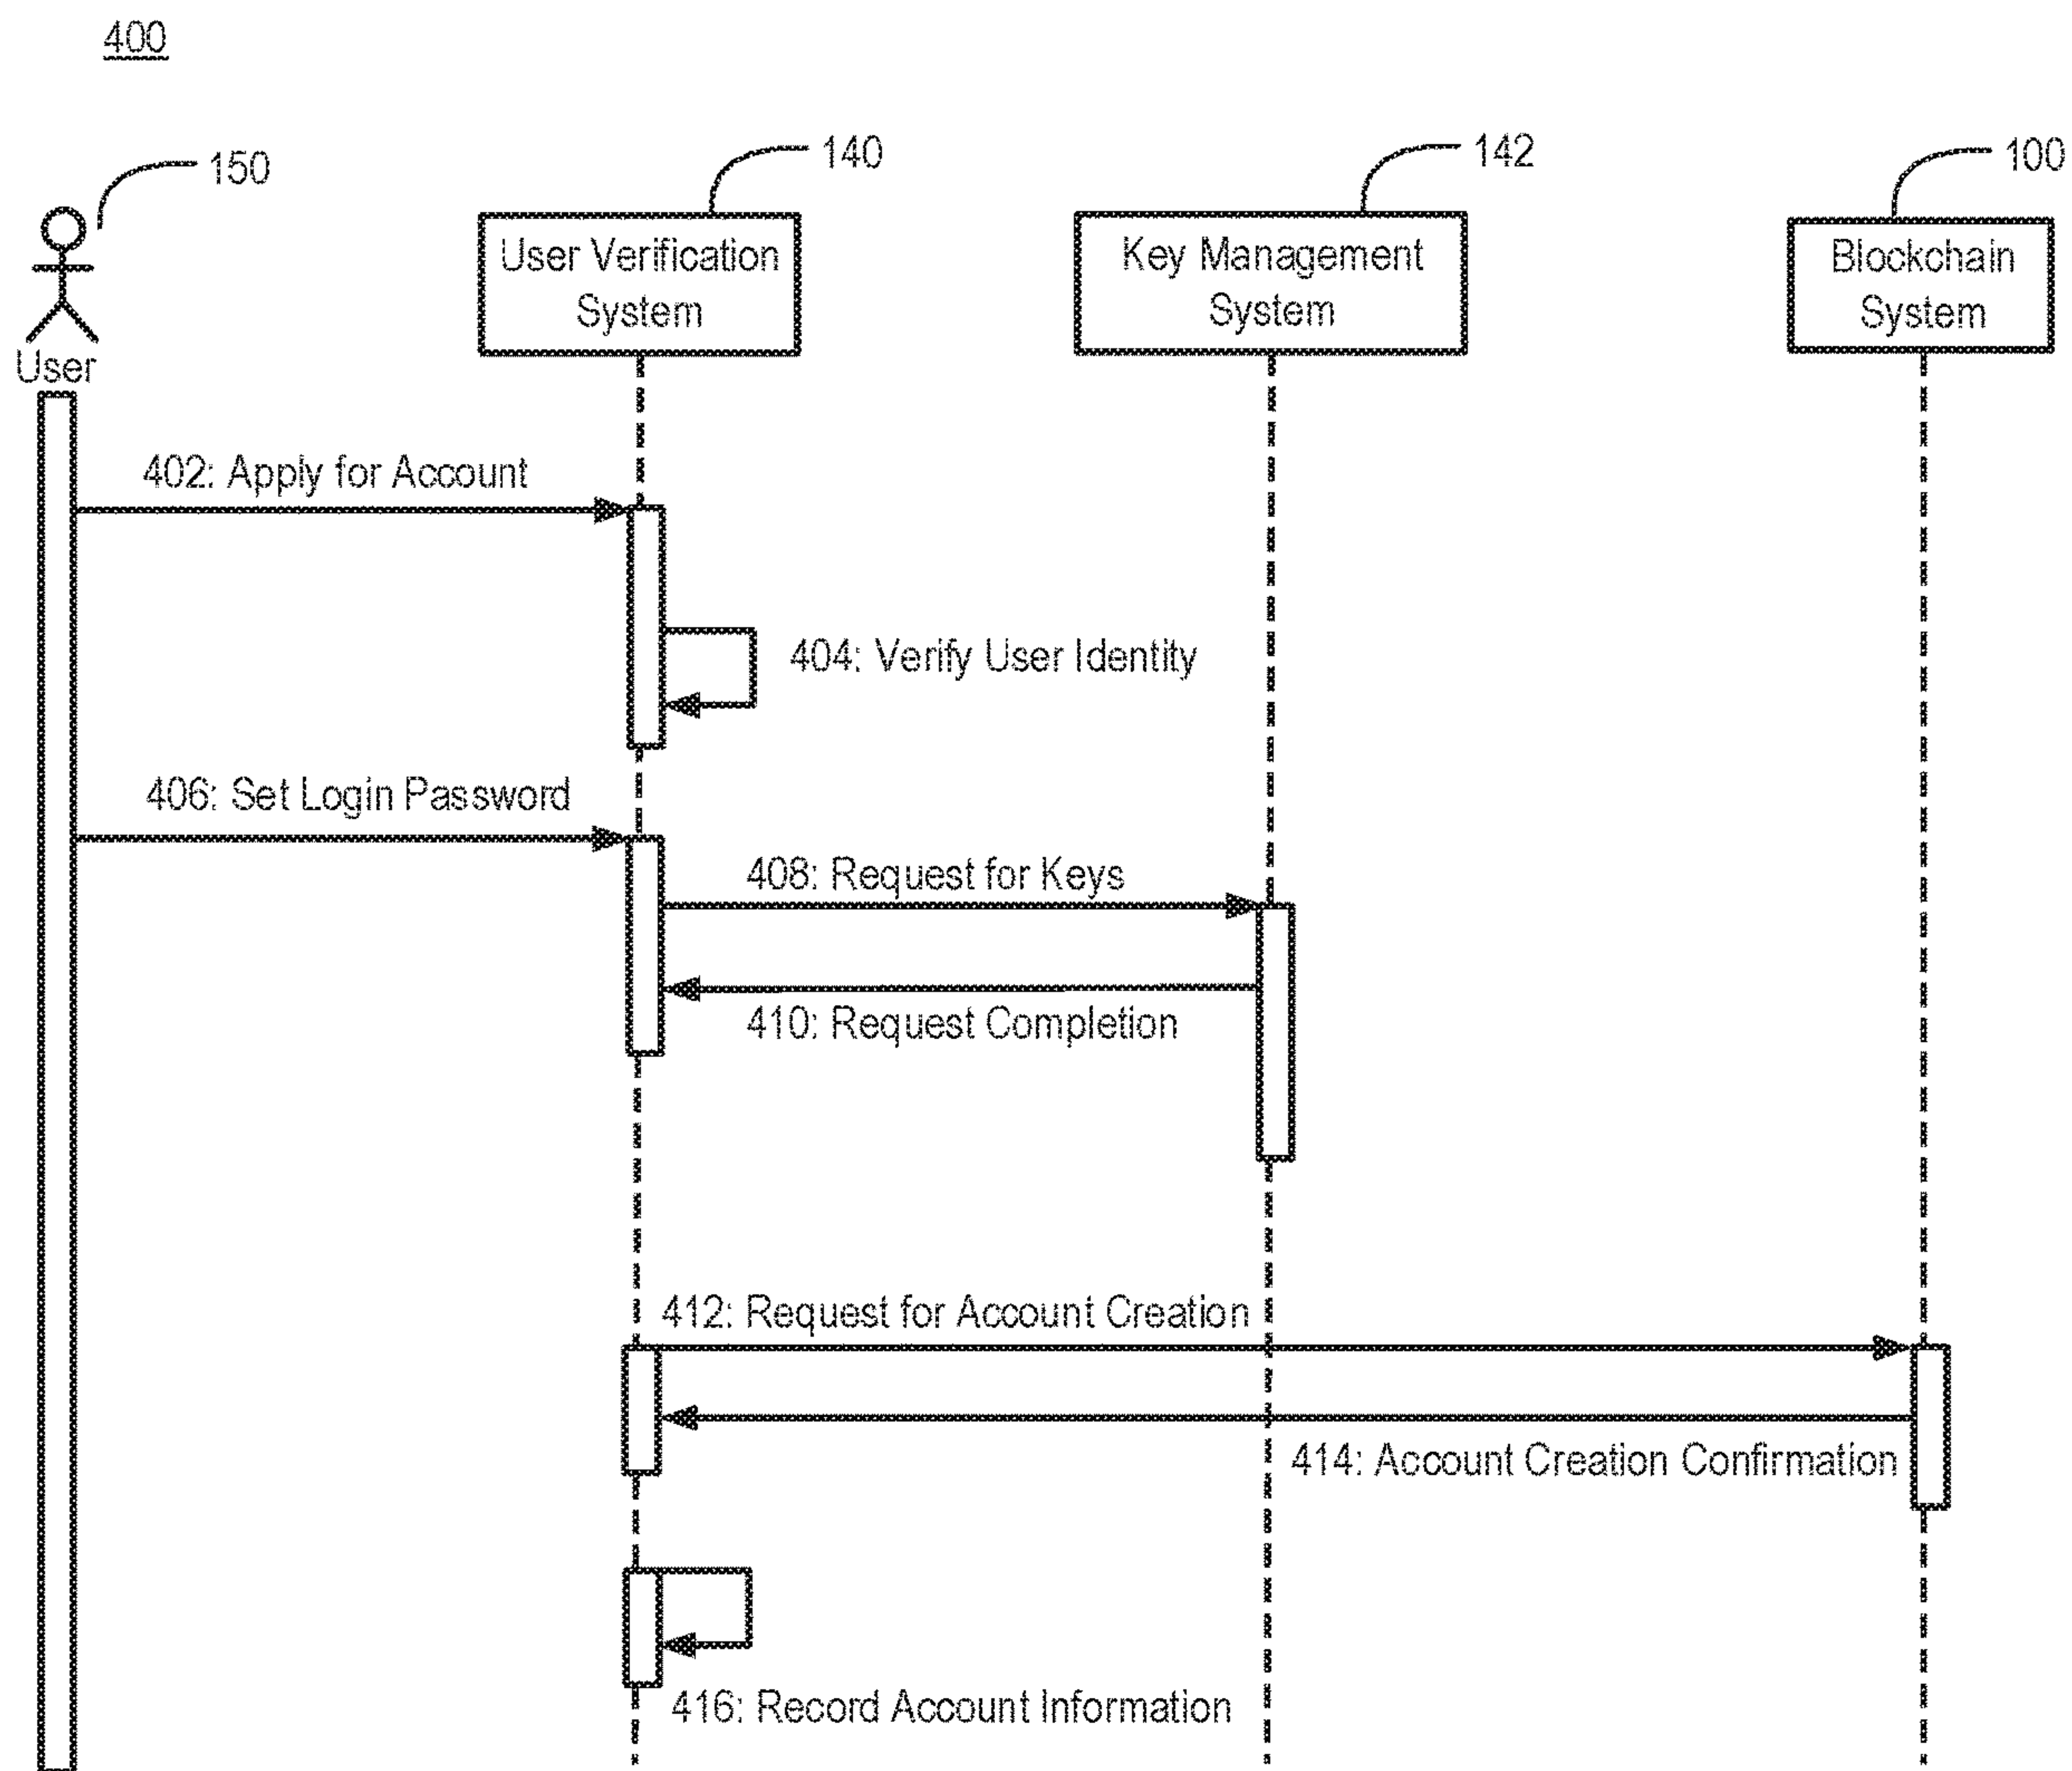 400
150
140
142
100
User
User Verification
System
Key Management
System
Blockchain
System
402: Apply for Account
404: Verify User Identity
406: Set Login Password
408: Request for Keys
410: Request Completion
412: Request for Account Creation
414: Account Creation Confirmation
416: Record Account Information